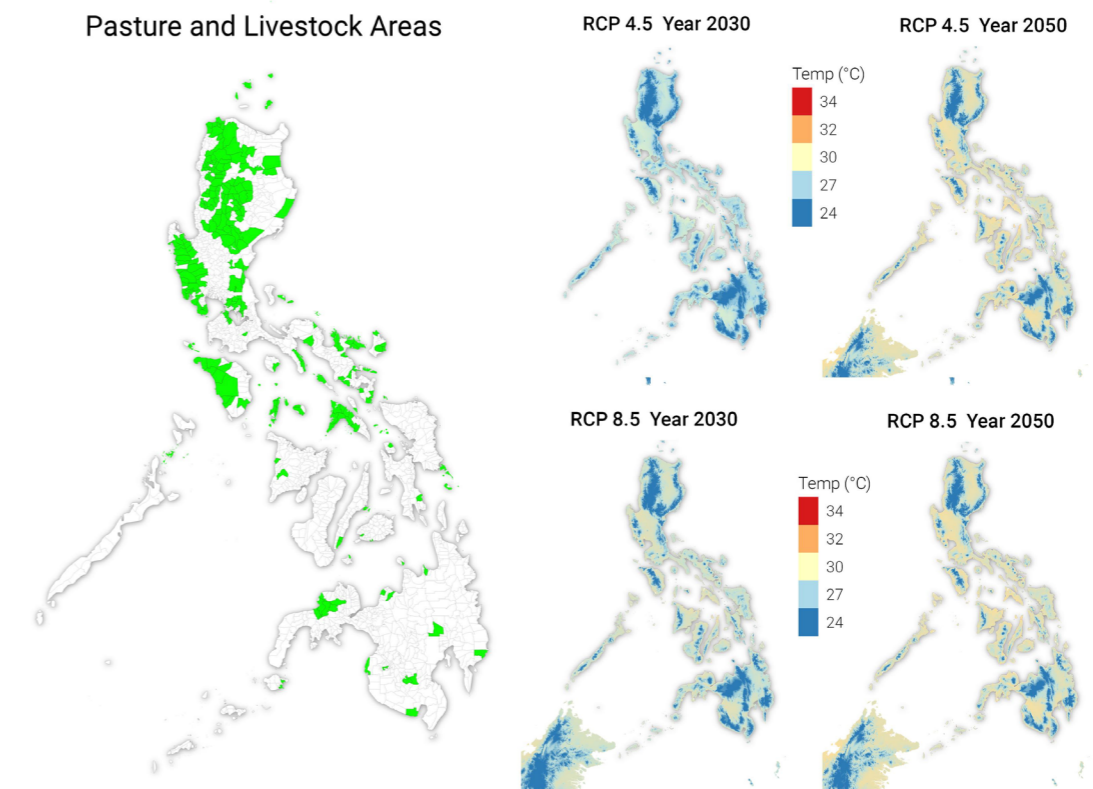 Pasture and Livestock Areas
RCP 4.5 Year 2030
RCP 4.5 Year 2050
Temp (°C)
34
32
30
27
24
RCP 8.5 Year 2030
RCP 8.5 Year 2050
Temp (°C)
34
32
30
27
24